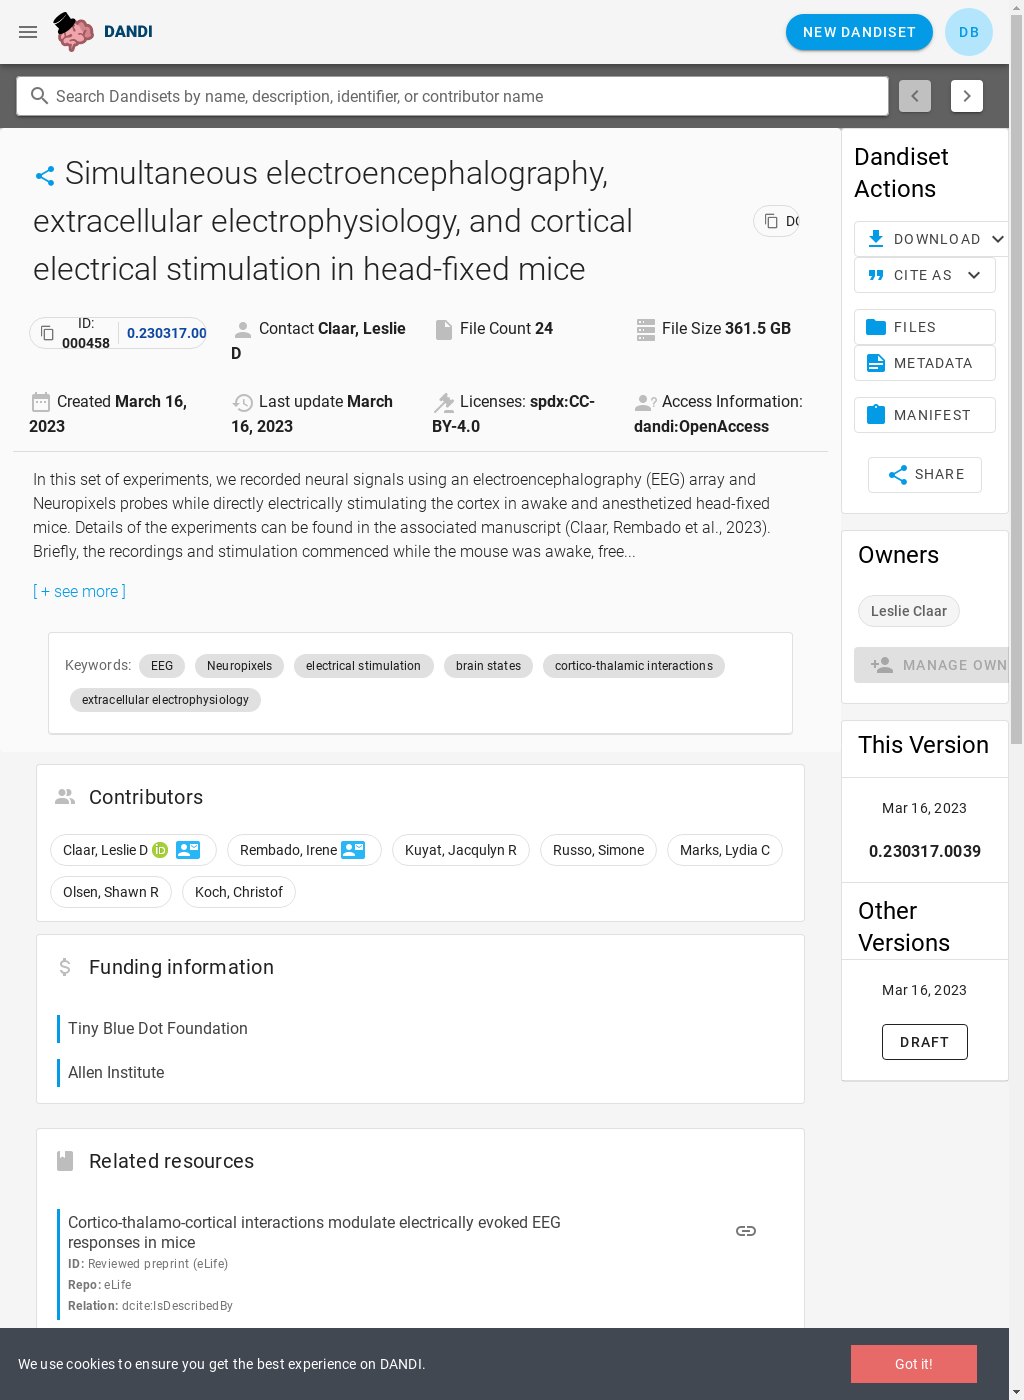 DANDI
NEW DANDISET
DB
Search Dandisets by name, description, identifier, or contributor name
Simultaneous electroencephalography,
extracellular electrophysiology, and cortical
electrical stimulation in head-fixed mice
ID:
000458
0.230317.00
Contact Claar, Leslie
D
File Count 24
File Size 361.5 GB
Created March 16,
2023
Last update March
16, 2023
Licenses: spdx:CC-
BY-4.0
Access Information:
dandi:OpenAccess
In this set of experiments, we recorded neural signals using an electroencephalography (EEG) array and
Neuropixels probes while directly electrically stimulating the cortex in awake and anesthetized head-fixed
mice. Details of the experiments can be found in the associated manuscript (Claar, Rembado et al., 2023).
Briefly, the recordings and stimulation commenced while the mouse was awake, free...
[ + see more ]
Keywords: EEG Neuropixels electrical stimulation brain states cortico-thalamic interactions
extracellular electrophysiology
Contributors
Claar, Leslie D iD Rembado, Irene Kuyat, Jacqulyn R Russo, Simone Marks, Lydia C
Olsen, Shawn R Koch, Christof
Funding information
Tiny Blue Dot Foundation
Allen Institute
Related resources
Cortico-thalamo-cortical interactions modulate electrically evoked EEG
responses in mice
ID: Reviewed preprint (eLife)
Repo: eLife
Relation: dcite:IsDescribedBy
Dandiset
Actions
DOWNLOAD
CITE AS
FILES
METADATA
MANIFEST
SHARE
Owners
Leslie Claar
MANAGE OWN
This Version
Mar 16, 2023
0.230317.0039
Other
Versions
Mar 16, 2023
DRAFT
We use cookies to ensure you get the best experience on DANDI.
Got it!